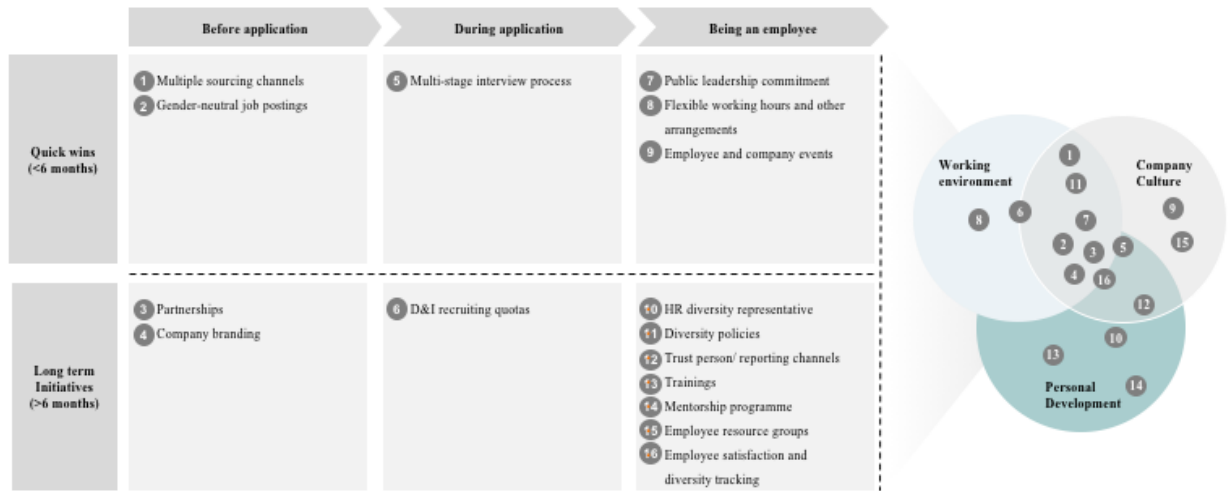 Before application
During application
Being an employee
Quick wins
(<6 months)
1 Multiple sourcing channels
2 Gender-neutral job postings
5 Multi-stage interview process
7 Public leadership commitment
8 Flexible working hours and other
arrangements
9 Employee and company events
Long term
Initiatives
(>6 months)
3 Partnerships
4 Company branding
6 D&I recruiting quotas
10 HR diversity representative
11 Diversity policies
12 Trust person/ reporting channels
13 Trainings
14 Mentorship programme
15 Employee resource groups
16 Employee satisfaction and
diversity tracking
Working
environment
Company
Culture
1
11
8
6
7
9
15
2
3
5
4
16
12
10
13
14
Personal
Development